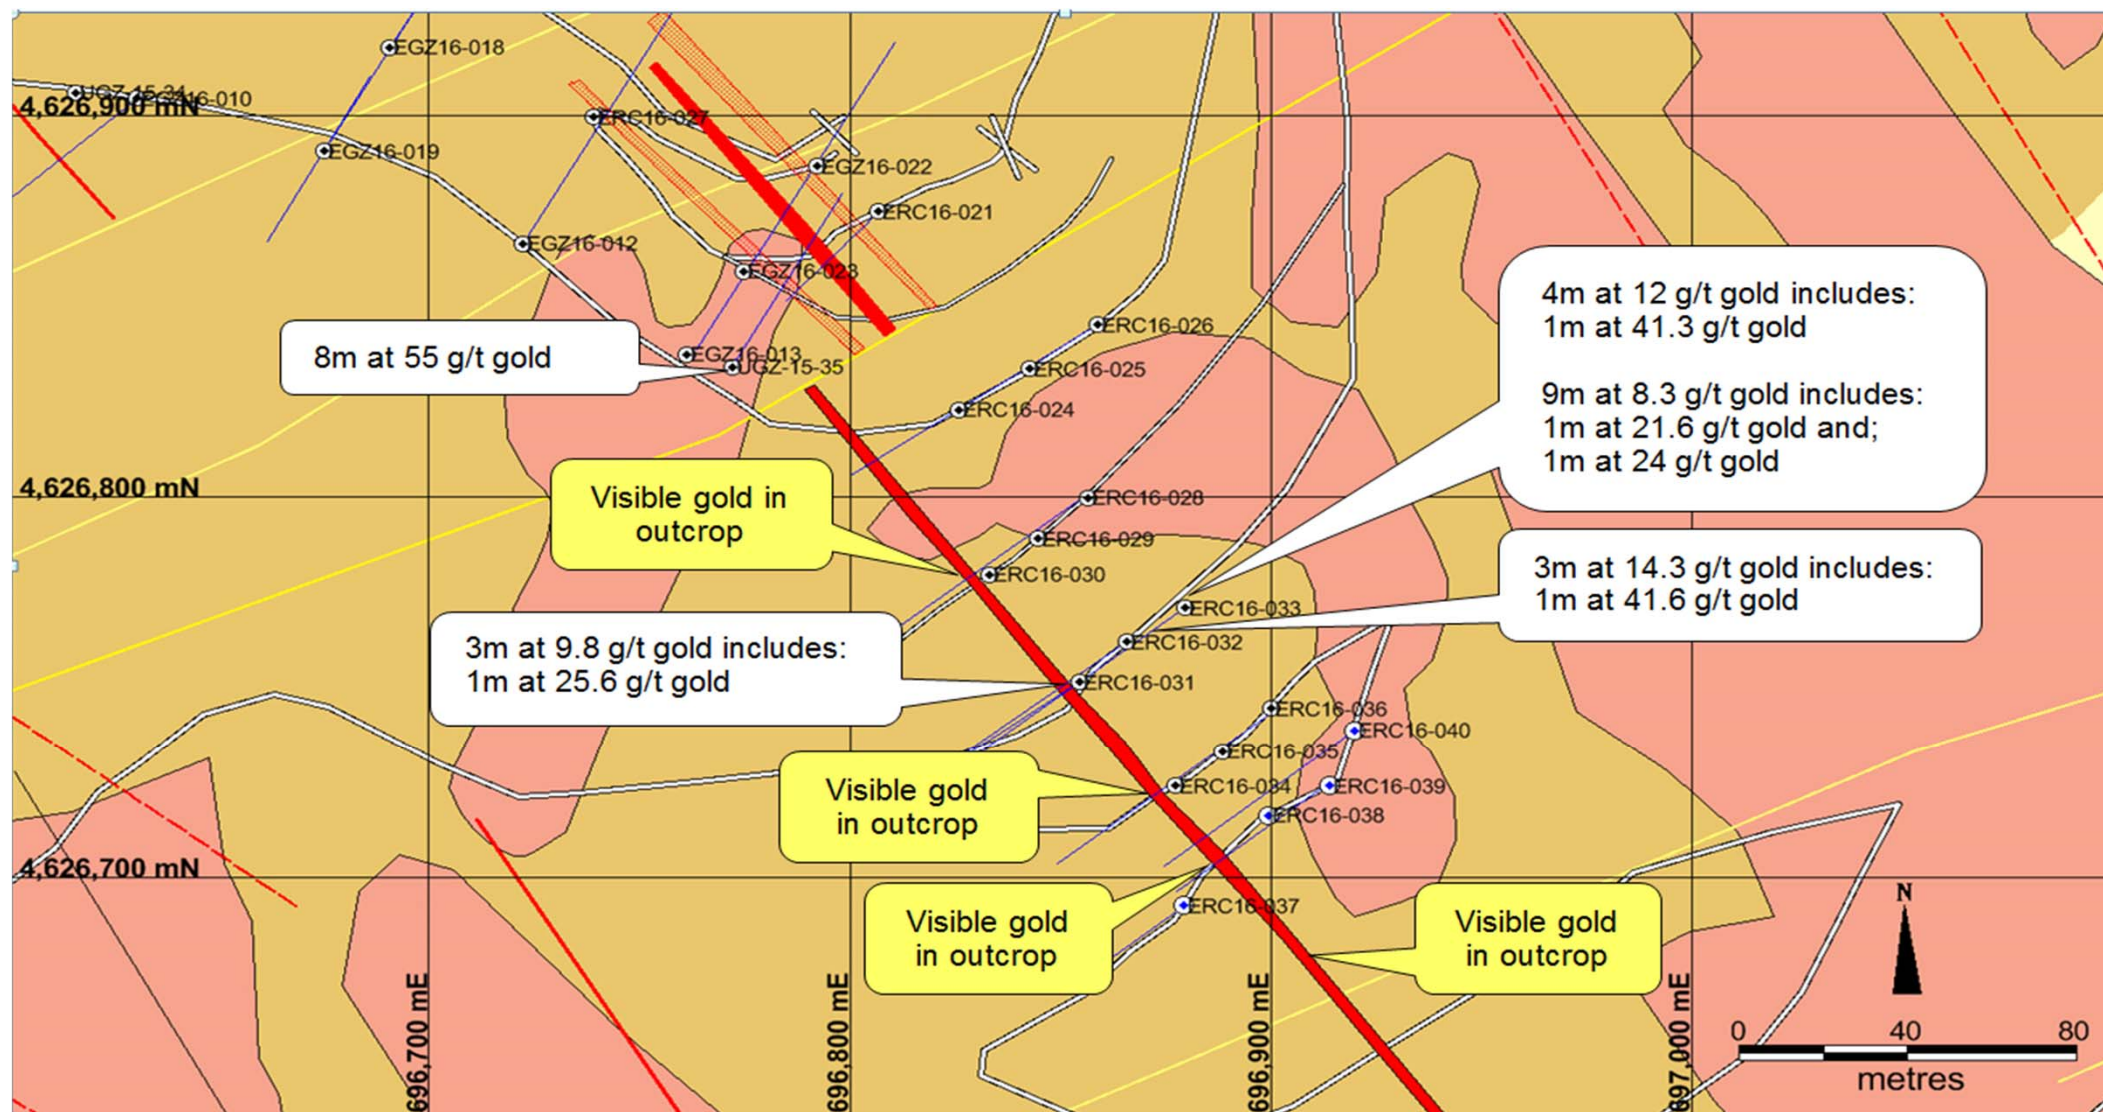 EGZ16-018
UGZ-15-34
EGZ16-010
4,626,900 mN
ERC16-027
EGZ16-019
EGZ16-022
ERC16-021
EGZ16-012
EGZ16-023
4m at 12 g/t gold includes:
1m at 41.3 g/t gold
9m at 8.3 g/t gold includes:
1m at 21.6 g/t gold and;
1m at 24 g/t gold
ERC16-026
8m at 55 g/t gold
EGZ16-013
UGZ-15-35
ERC16-025
ERC16-024
4,626,800 mN
Visible gold in
outcrop
ERC16-028
ERC16-029
ERC16-030
3m at 14.3 g/t gold includes:
1m at 41.6 g/t gold
ERC16-033
ERC16-032
3m at 9.8 g/t gold includes:
1m at 25.6 g/t gold
ERC16-031
ERC16-036
ERC16-040
ERC16-035
ERC16-034
ERC16-039
ERC16-038
Visible gold
in outcrop
4,626,700 mN
ERC16-037
Visible gold
in outcrop
Visible gold
in outcrop
N
696,700 mE
696,800 mE
696,900 mE
697,000 mE
0 40 80
metres